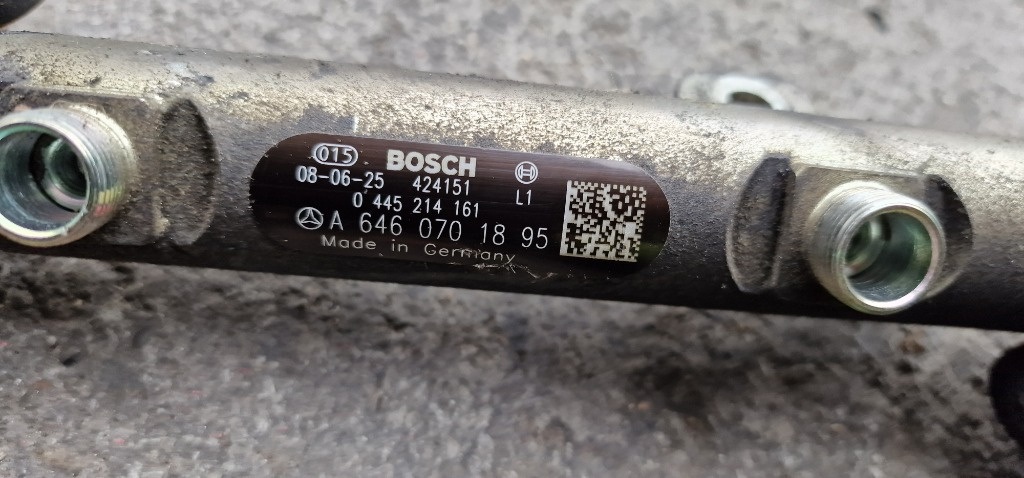 015 BOSCH
08-06-25 424151 L1
0 445 214 161
A 646 070 18 95
Made in Germany